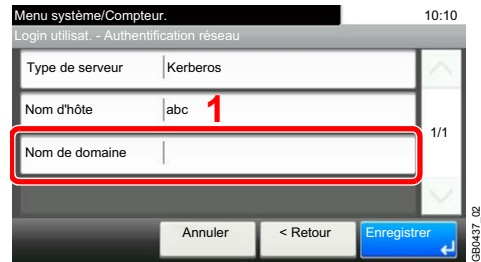 Menu système/Compteur. 10:10
Login utilisat. - Authentification réseau
Type de serveur Kerberos
Nom d'hôte abc 1
1/1
Nom de domaine
Annuler < Retour Enregistrer
GB0437_02